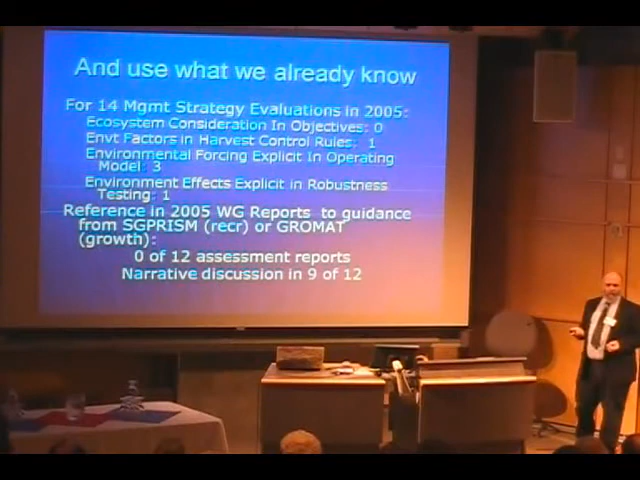 And use what we already know
For 14 Mgmt Strategy Evaluations in 2005:
Ecosystem Consideration In Objectives: 0
Envt Factors in Harvest Control Rules: 1
Environmental Forcing Explicit In Operating
Model: 3
Environment Effects Explicit in Robustness
Testing: 1
Reference in 2005 WG Reports to guidance
from SGPRISM (recr) or GROMAT
(growth):
0 of 12 assessment reports
Narrative discussion in 9 of 12